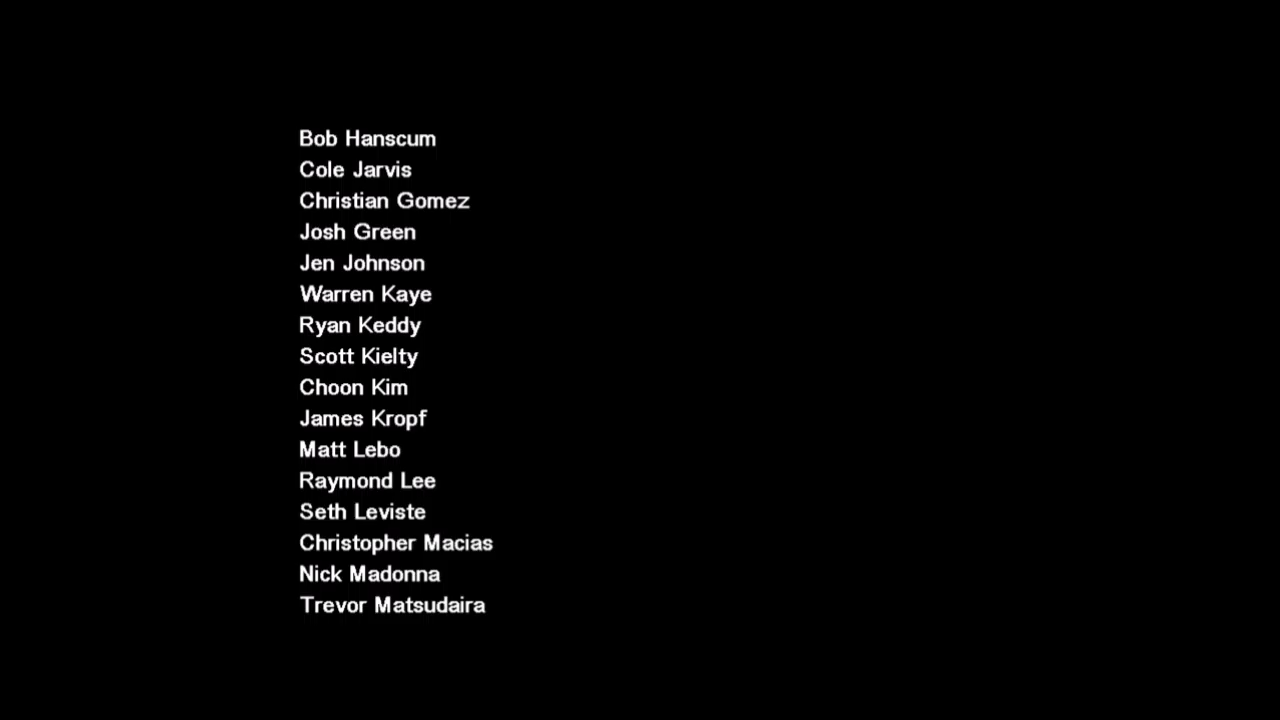 Bob Hanscum
Cole Jarvis
Christian Gomez
Josh Green
Jen Johnson
Warren Kaye
Ryan Keddy
Scott Kielty
Choon Kim
James Kropf
Matt Lebo
Raymond Lee
Seth Leviste
Christopher Macias
Nick Madonna
Trevor Matsudaira